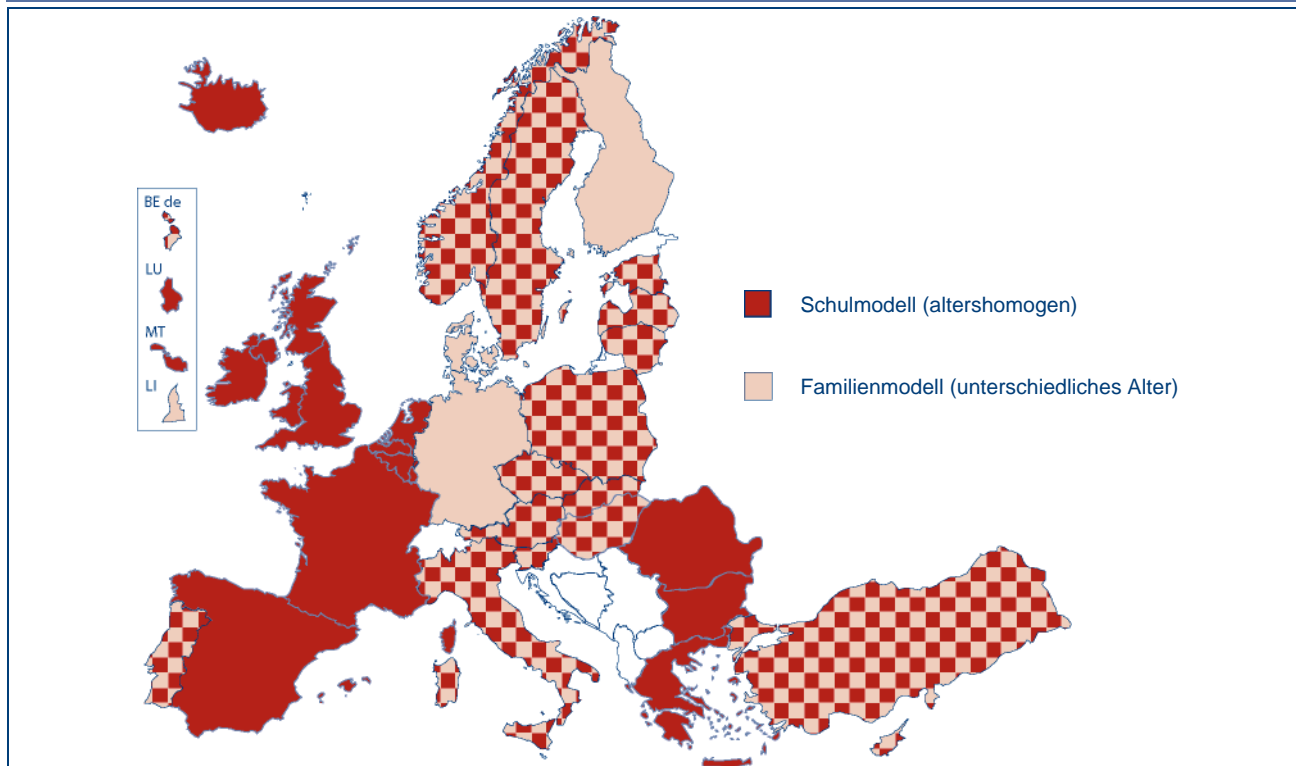 BE de
LU
MT
LI
Schulmodell (altershomogen)
Familienmodell (unterschiedliches Alter)